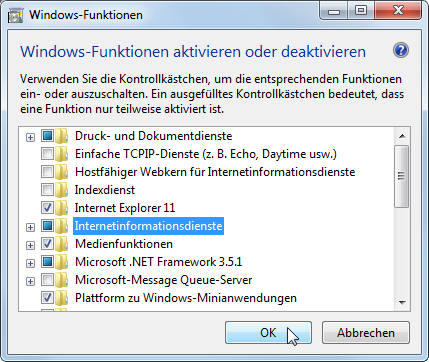 Windows-Funktionen
Windows-Funktionen aktivieren oder deaktivieren
Verwenden Sie die Kontrollkästchen, um die entsprechenden Funktionen
ein- oder auszuschalten. Ein ausgefülltes Kontrollkästchen bedeutet, dass
eine Funktion nur teilweise aktiviert ist.
Druck- und Dokumentdienste
Einfache TCPIP-Dienste (z. B. Echo, Daytime usw.)
Hostfähiger Webkern für Internetinformationsdienste
Indexdienst
Internet Explorer 11
Internetinformationsdienste
Medienfunktionen
Microsoft .NET Framework 3.5.1
Microsoft-Message Queue-Server
Plattform zu Windows-Minianwendungen
OK
Abbrechen